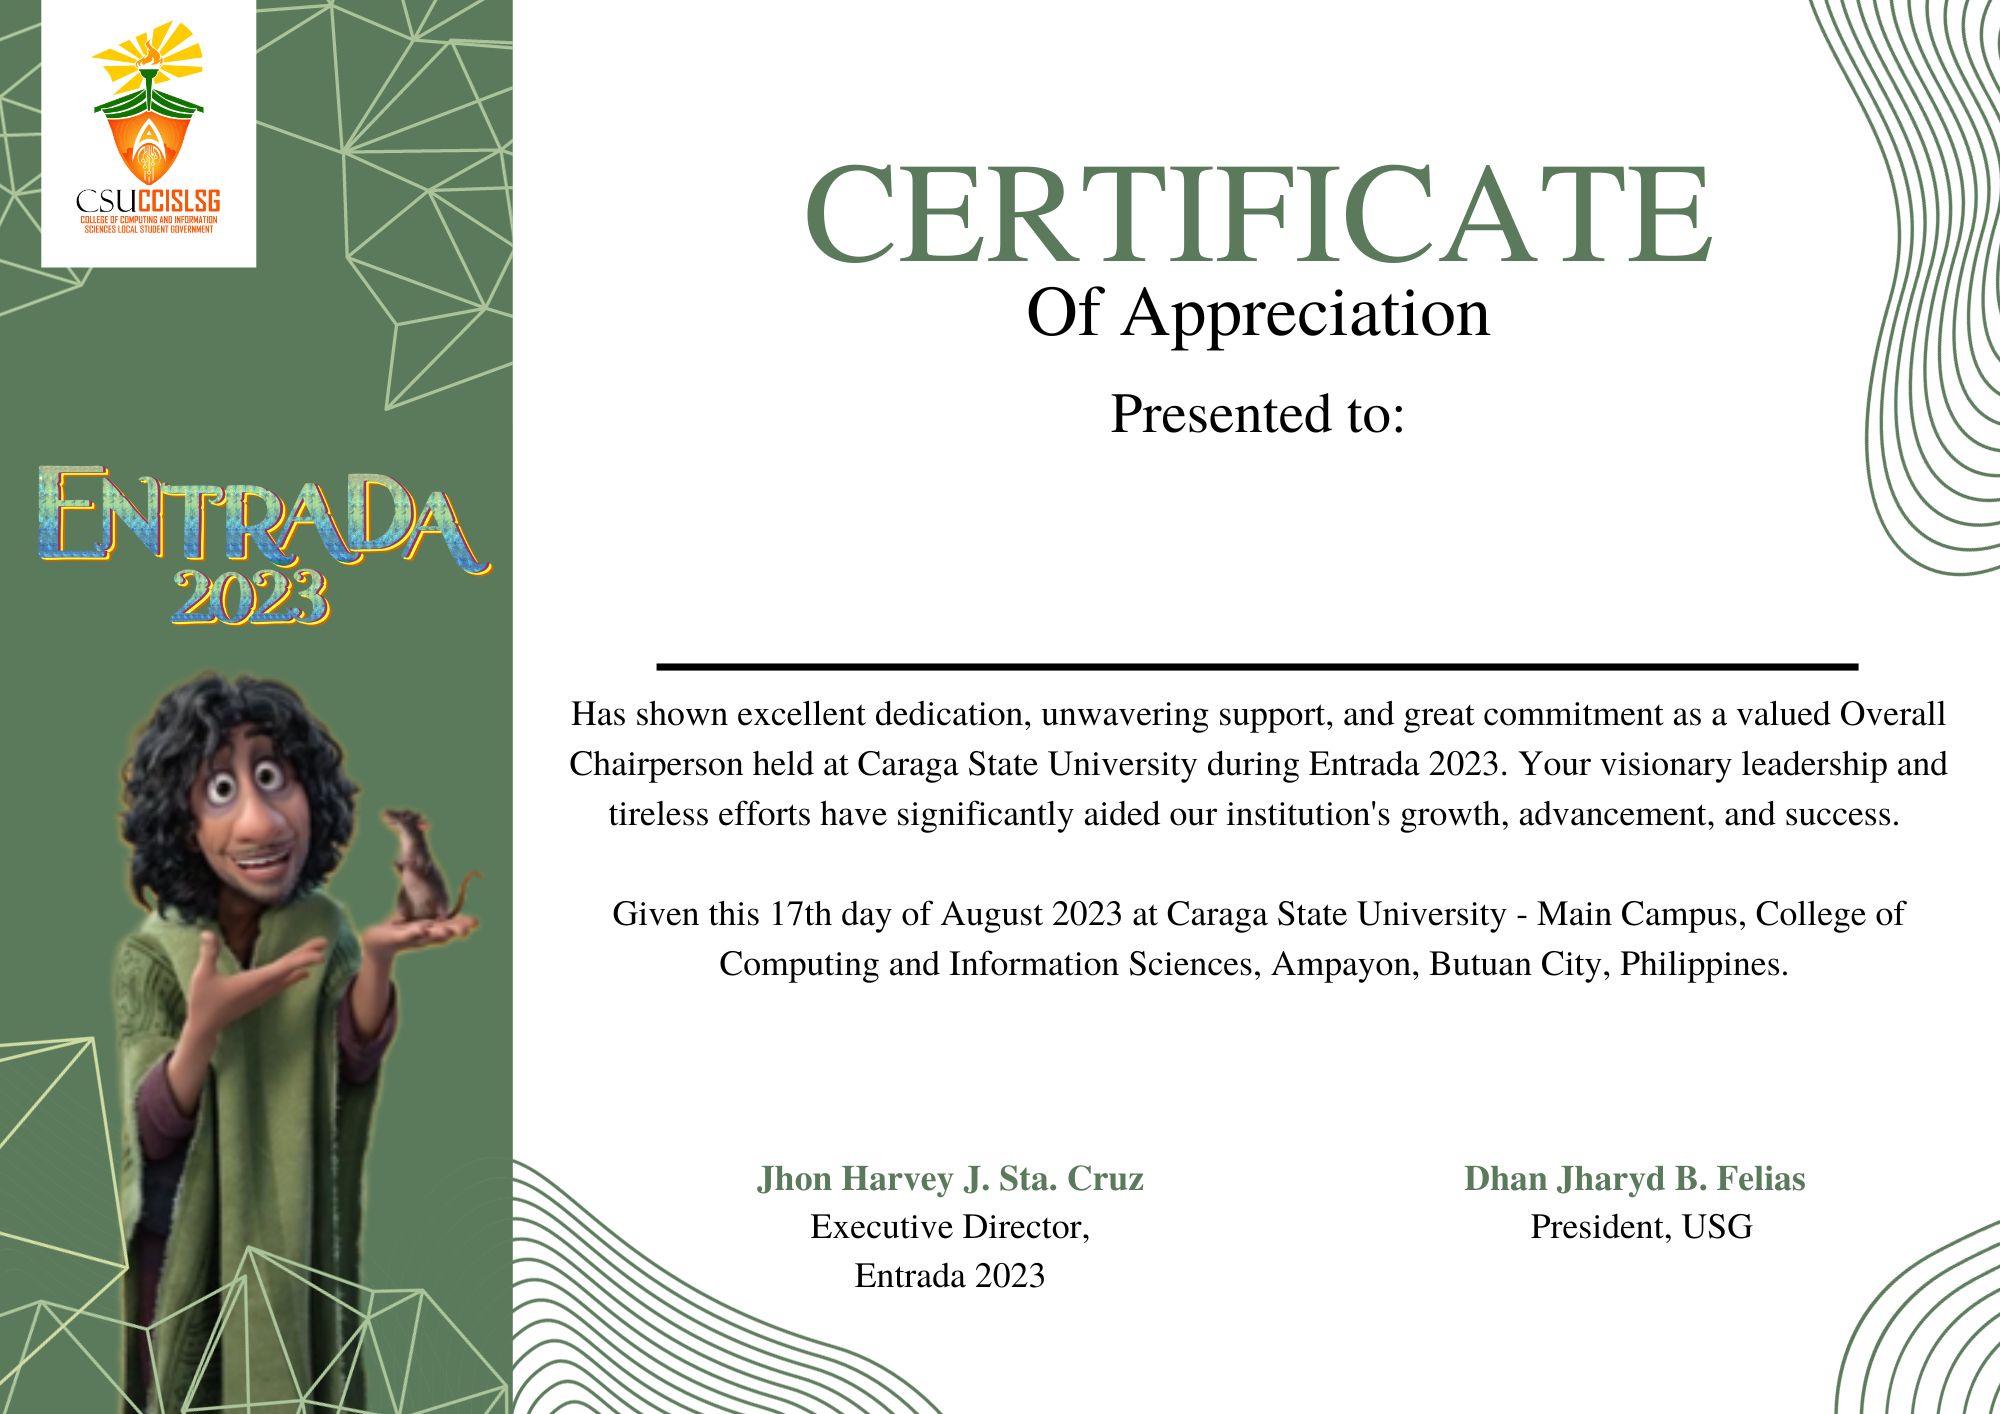 CSUCCISLSG
COLLEGE OF COMPUTING AND INFORMATION
SCIENCES LOCAL STUDENT GOVERNMENT
ENTRADA
2023
CERTIFICATE
Of Appreciation
Presented to:
Has shown excellent dedication, unwavering support, and great commitment as a valued Overall
Chairperson held at Caraga State University during Entrada 2023. Your visionary leadership and
tireless efforts have significantly aided our institution's growth, advancement, and success.
Given this 17th day of August 2023 at Caraga State University - Main Campus, College of
Computing and Information Sciences, Ampayon, Butuan City, Philippines.
Jhon Harvey J. Sta. Cruz
Executive Director,
Entrada 2023
Dhan Jharyd B. Felias
President, USG